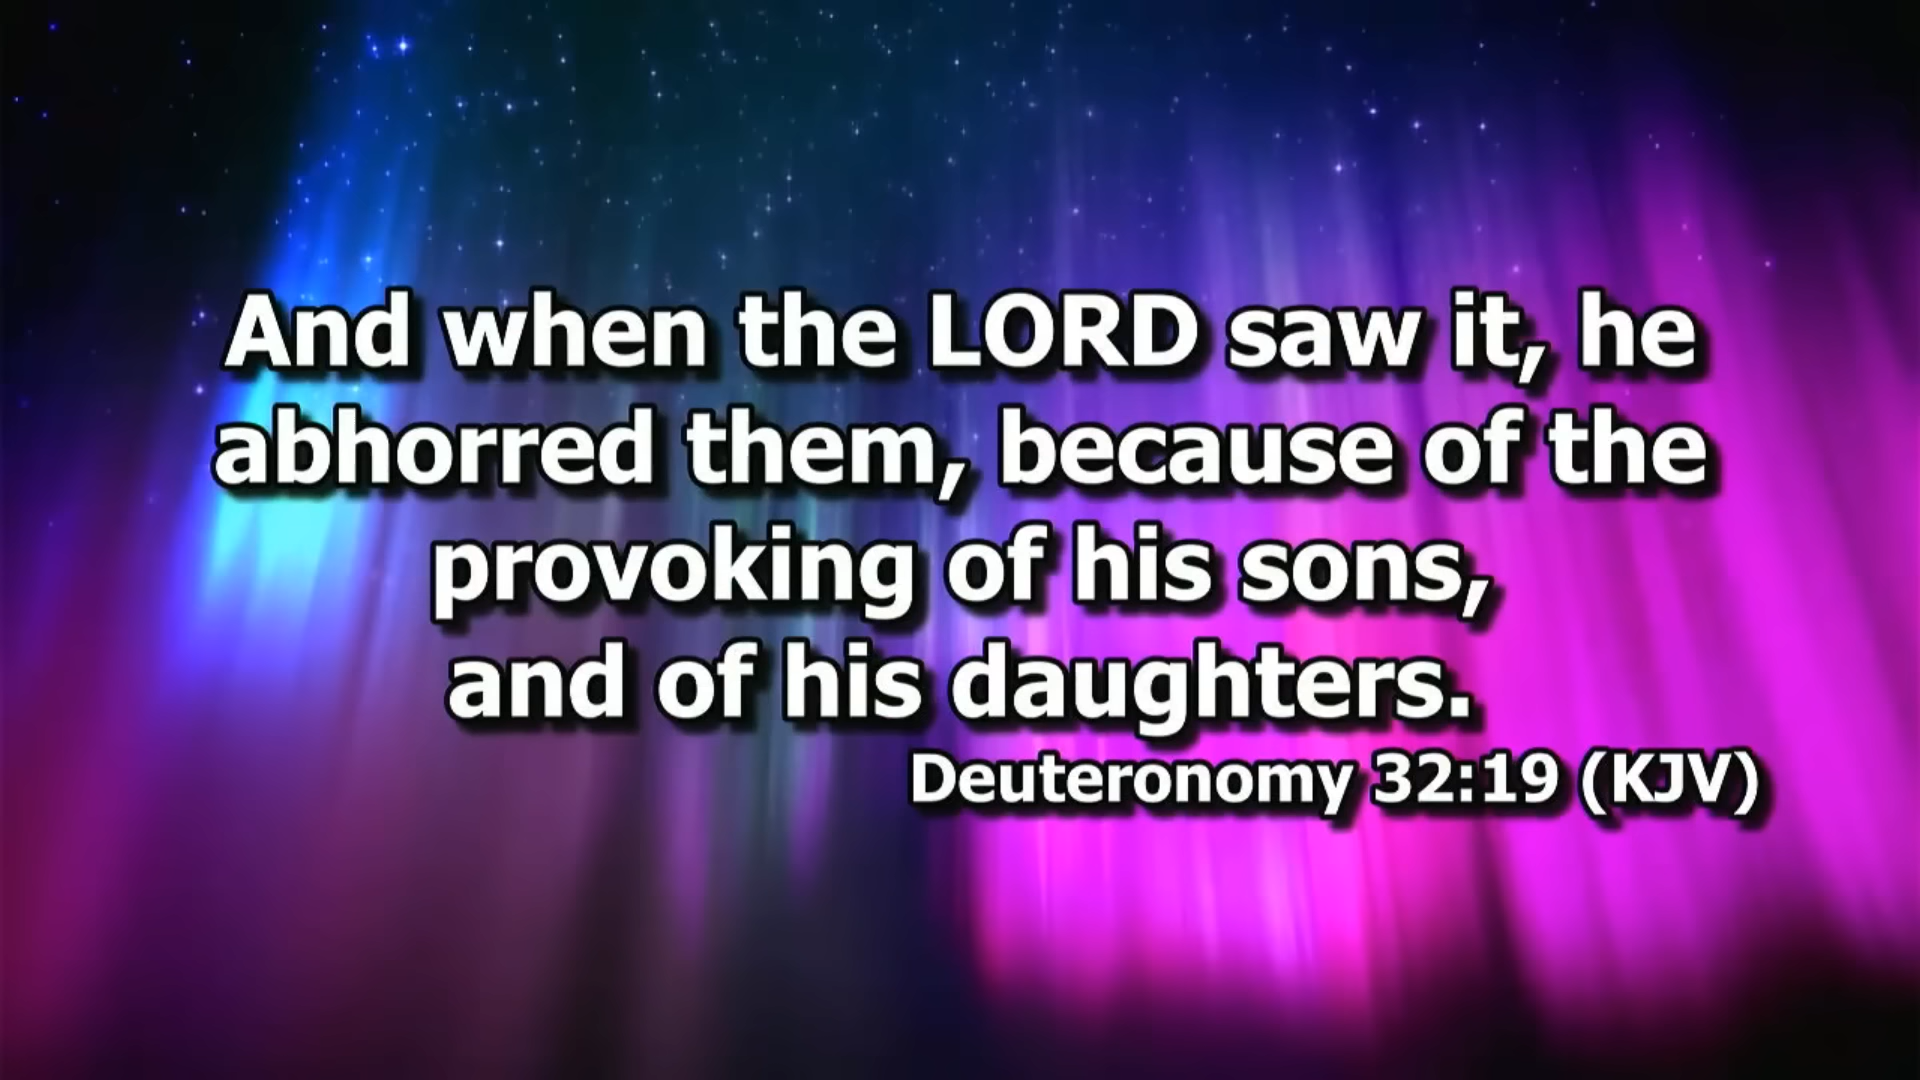 And when the LORD saw it, he
abhorred them, because of the
provoking of his sons,
and of his daughters.
Deuteronomy 32:19 (KJV)